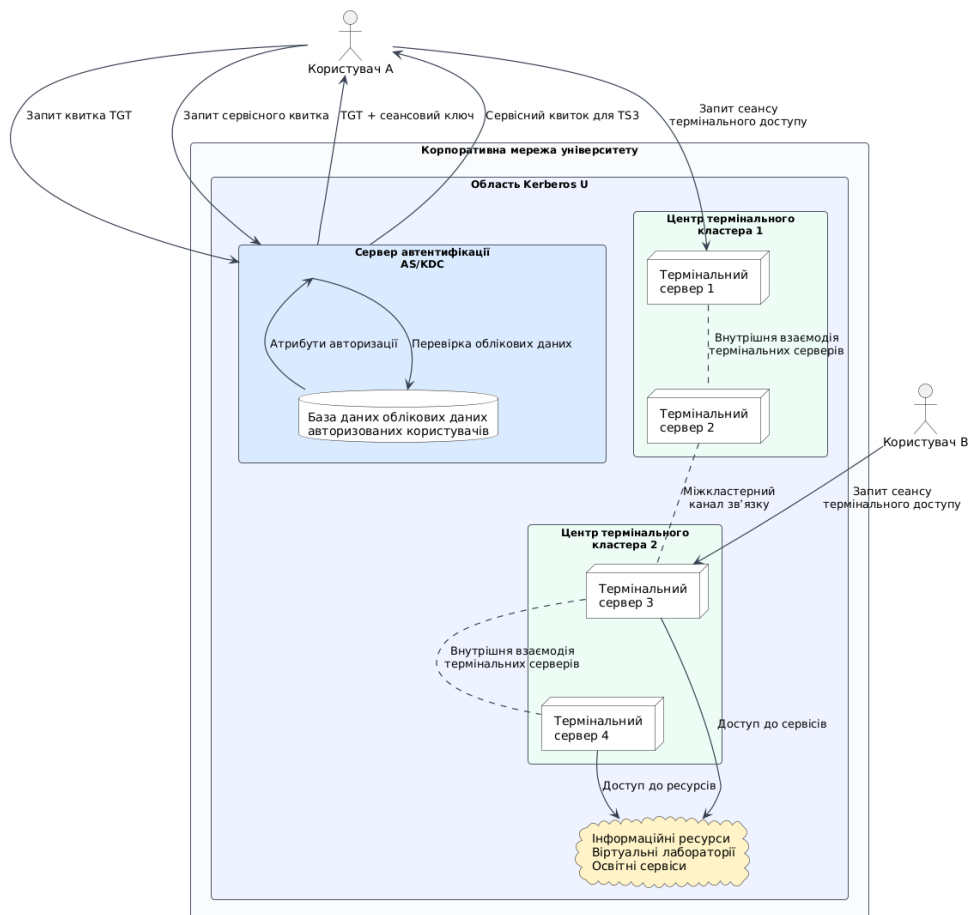 Користувач A
Запит квитка TGT
Запит сервісного квитка
TGT + сеансовий ключ
Сервісний квиток для TS3
Запит сеансу
термінального доступу
Корпоративна мережа університету
Область Kerberos U
Центр термінального
кластера 1
Сервер автентифікації
AS/KDC
Термінальний
сервер 1
Атрибути авторизації
Перевірка облікових даних
Внутрішня взаємодія
термінальних серверів
База даних облікових даних
авторизованих користувачів
Термінальний
сервер 2
Користувач B
Міжкластерний
канал зв’язку
Запит сеансу
термінального доступу
Центр термінального
кластера 2
Термінальний
сервер 3
Внутрішня взаємодія
термінальних серверів
Термінальний
сервер 4
Доступ до сервісів
Доступ до ресурсів
Інформаційні ресурси
Віртуальні лабораторії
Освітні сервіси